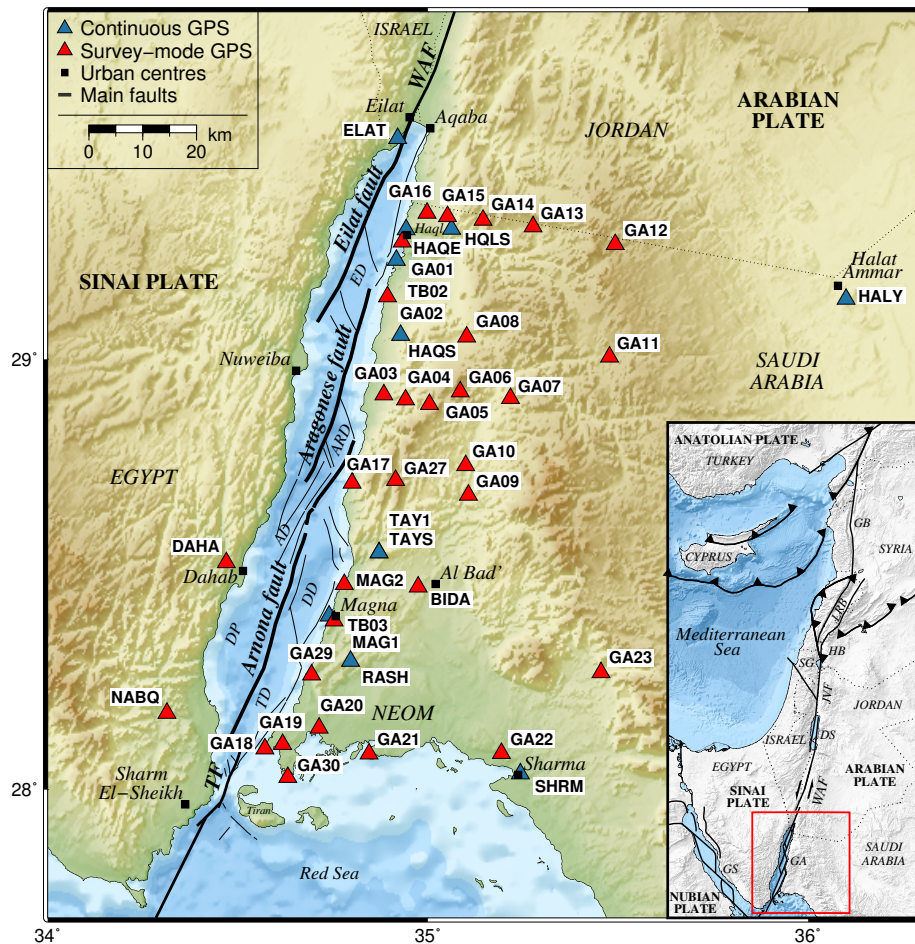 Continuous GPS
Survey-mode GPS
Urban centres
Main faults
km
0 10 20
ISRAEL
WAF
Eilat
Aqaba
ELAT
JORDAN
ARABIAN
PLATE
GA16
GA15
GA14
GA13
GA12
Haql
HAQE
HQLS
Eilat fault
ED
GA01
TB02
Halat
Ammar
HALY
SINAI PLATE
GA02
HAQS
GA08
GA11
Nuweiba
29°
Aragonese fault
GA03
GA04
GA06
GA07
GA05
SAUDI
ARABIA
ARD
EGYPT
GA17
GA27
GA10
GA09
AD
TAY1
TAYS
DAHA
Dahab
MAG2
Al Bad'
BIDA
DD
Magna
TB03
Arnona fault
DP
MAG1
RASH
GA29
GA23
TD
NABQ
GA20
NEOM
GA19
GA18
GA21
GA22
GA30
Sharma
SHRM
TF
Sharm
El-Sheikh
28°
Tiran
Red Sea
34°
35°
36°
ANATOLIAN PLATE
TURKEY
GB
CYPRUS
SYRIA
LRB
Mediterranean
Sea
HB
SG
JVF
JORDAN
ISRAEL
DS
EGYPT
ARABIAN
PLATE
SINAI
PLATE
WAF
SAUDI
ARABIA
GS
GA
NUBIAN
PLATE